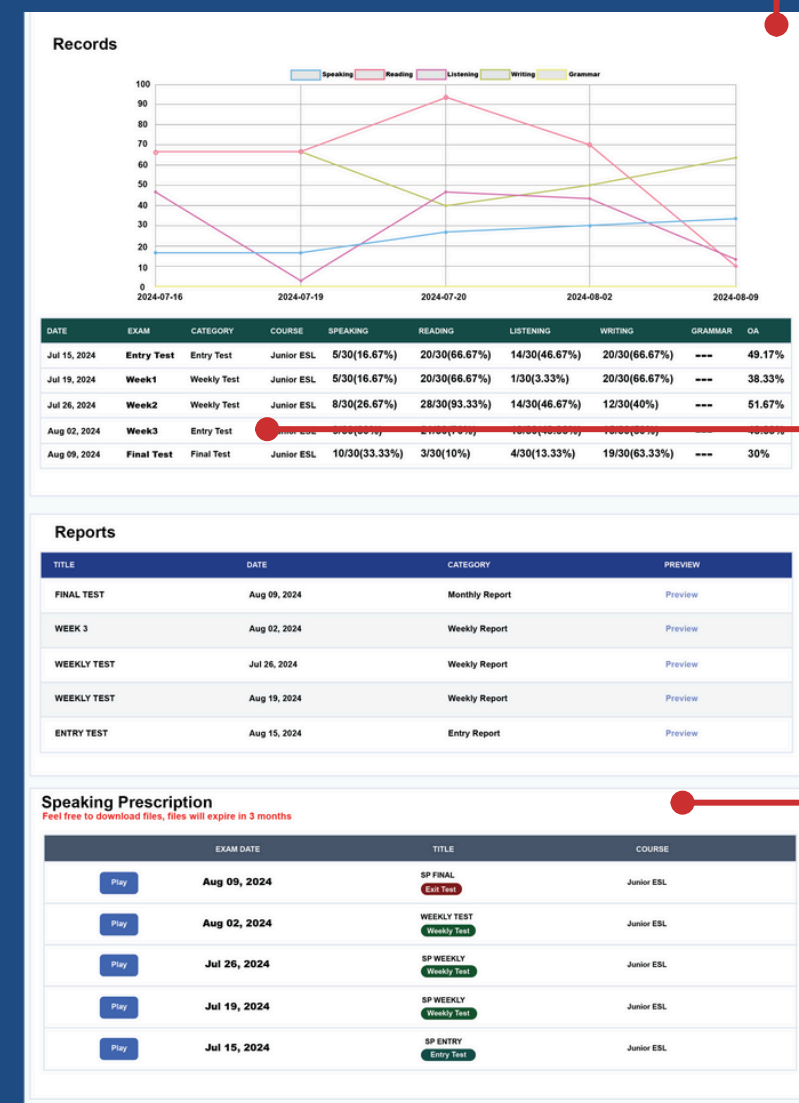 Records
Speaking Reading Listening Writing Grammar
100
90
80
70
60
50
40
30
20
10
0
2024-07-16 2024-07-19 2024-07-20 2024-08-02 2024-08-09
DATE EXAM CATEGORY COURSE SPEAKING READING LISTENING WRITING GRAMMAR OA
Jul 15, 2024 Entry Test Entry Test Junior ESL 5/30(16.67%) 20/30(66.67%) 14/30(46.67%) 20/30(66.67%) --- 49.17%
Jul 19, 2024 Week1 Weekly Test Junior ESL 5/30(16.67%) 20/30(66.67%) 1/30(3.33%) 20/30(66.67%) --- 38.33%
Jul 26, 2024 Week2 Weekly Test Junior ESL 8/30(26.67%) 28/30(93.33%) 14/30(46.67%) 12/30(40%) --- 51.67%
Aug 02, 2024 Week3 Entry Test
Aug 09, 2024 Final Test Final Test Junior ESL 10/30(33.33%) 3/30(10%) 4/30(13.33%) 19/30(63.33%) --- 30%
Reports
TITLE DATE CATEGORY PREVIEW
FINAL TEST Aug 09, 2024 Monthly Report Preview
WEEK 3 Aug 02, 2024 Weekly Report Preview
WEEKLY TEST Jul 26, 2024 Weekly Report Preview
WEEKLY TEST Aug 19, 2024 Weekly Report Preview
ENTRY TEST Aug 15, 2024 Entry Report Preview
Speaking Prescription
Feel free to download files, files will expire in 3 months
EXAM DATE TITLE COURSE
Play Aug 09, 2024 SP FINAL Junior ESL
Exit Test
Play Aug 02, 2024 WEEKLY TEST Junior ESL
Weekly Test
Play Jul 26, 2024 SP WEEKLY Junior ESL
Weekly Test
Play Jul 19, 2024 SP WEEKLY Junior ESL
Weekly Test
Play Jul 15, 2024 SP ENTRY Junior ESL
Entry Test